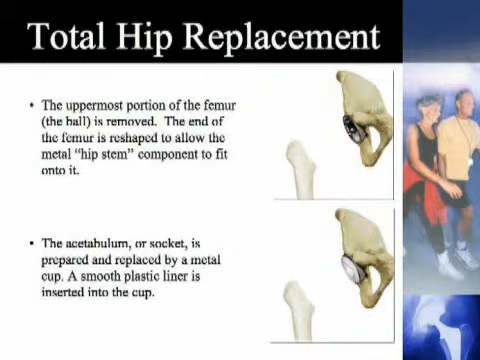 Total Hip Replacement
• The uppermost portion of the femur
(the ball) is removed. The end of
the femur is reshaped to allow the
metal “hip stem” component to fit
onto it.
• The acetabulum, or socket, is
prepared and replaced by a metal
cup. A smooth plastic liner is
inserted into the cup.